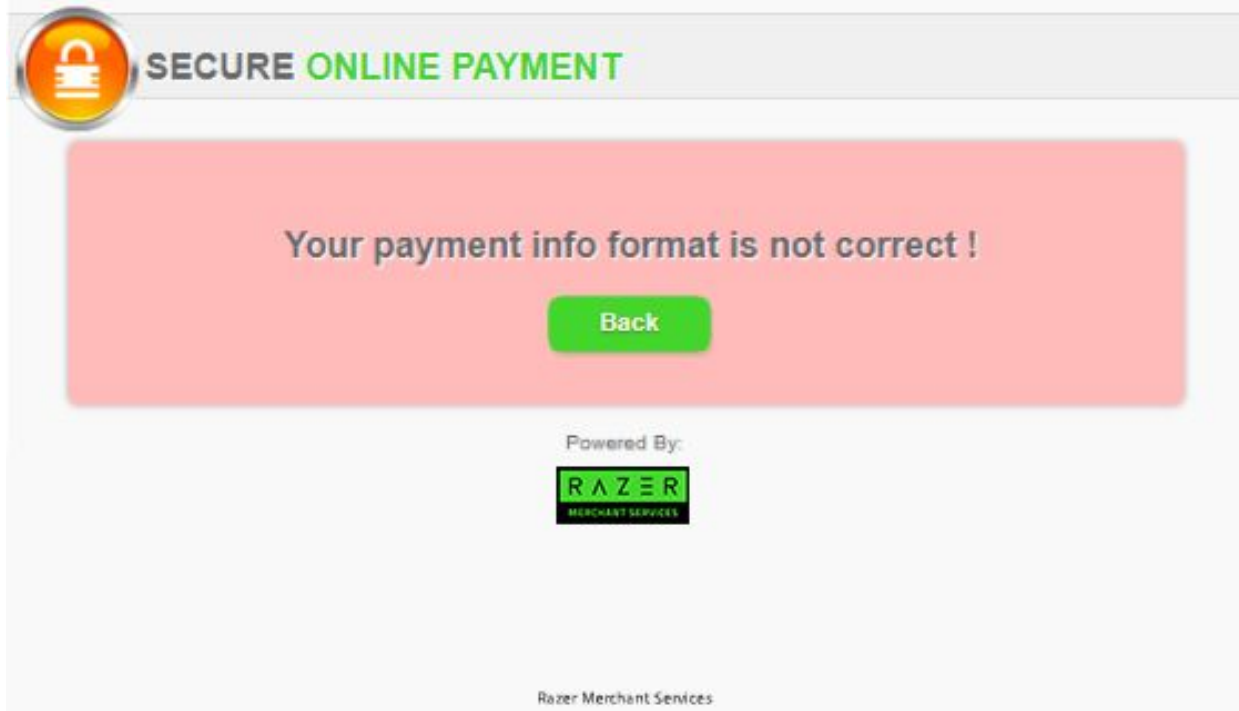 SECURE ONLINE PAYMENT
Your payment info format is not correct !
Back
Powered By:
RAZER
MERCHANT SERVICES
Razer Merchant Services